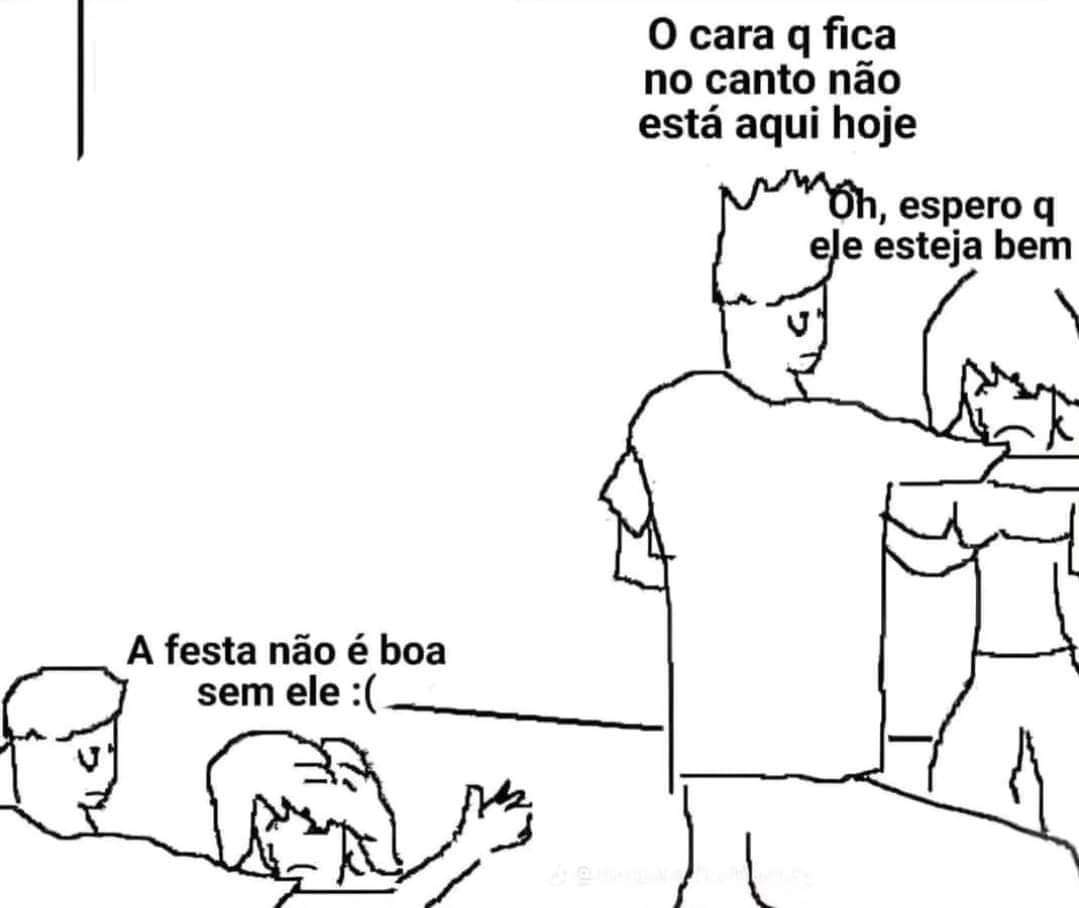 O cara q fica
no canto não
está aqui hoje
Oh, espero q
ele esteja bem
A festa não é boa
sem ele :(